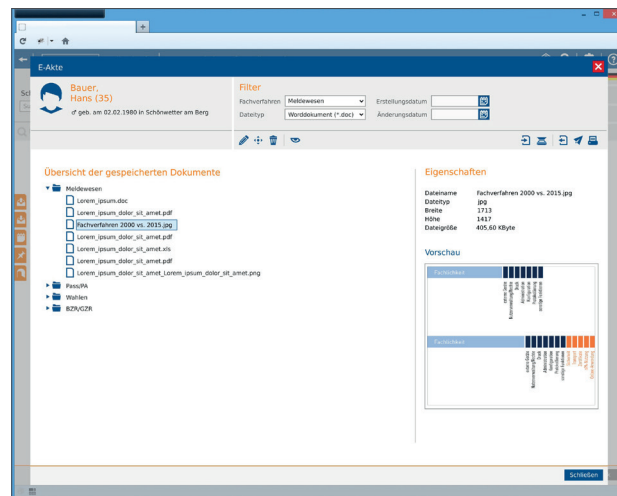 E-Akte
Bauer,
Hans (35)
♂ geb. am 02.02.1980 in Schönwetter am Berg
Filter
Fachverfahren Meldewesen Erstellungsdatum
Dateityp Worddokument (*.doc) Änderungsdatum
Übersicht der gespeicherten Dokumente
Meldewesen
Lorem_ipsum.doc
Lorem_ipsum_dolor_sit_amet.pdf
Fachverfahren 2000 vs. 2015.jpg
Lorem_ipsum_dolor_sit_amet.pdf
Lorem_ipsum_dolor_sit_amet.xls
Lorem_ipsum_dolor_sit_amet.pdf
Lorem_ipsum_dolor_sit_amet_Lorem_ipsum_dolor_sit_amet.png
Pass/PA
Wahlen
BZR/GZR
Eigenschaften
Dateiname Fachverfahren 2000 vs. 2015.jpg
Dateityp jpg
Breite 1713
Höhe 1417
Dateigröße 405,60 KByte
Vorschau
Fachlichkeit
Fachlichkeit
Schließen